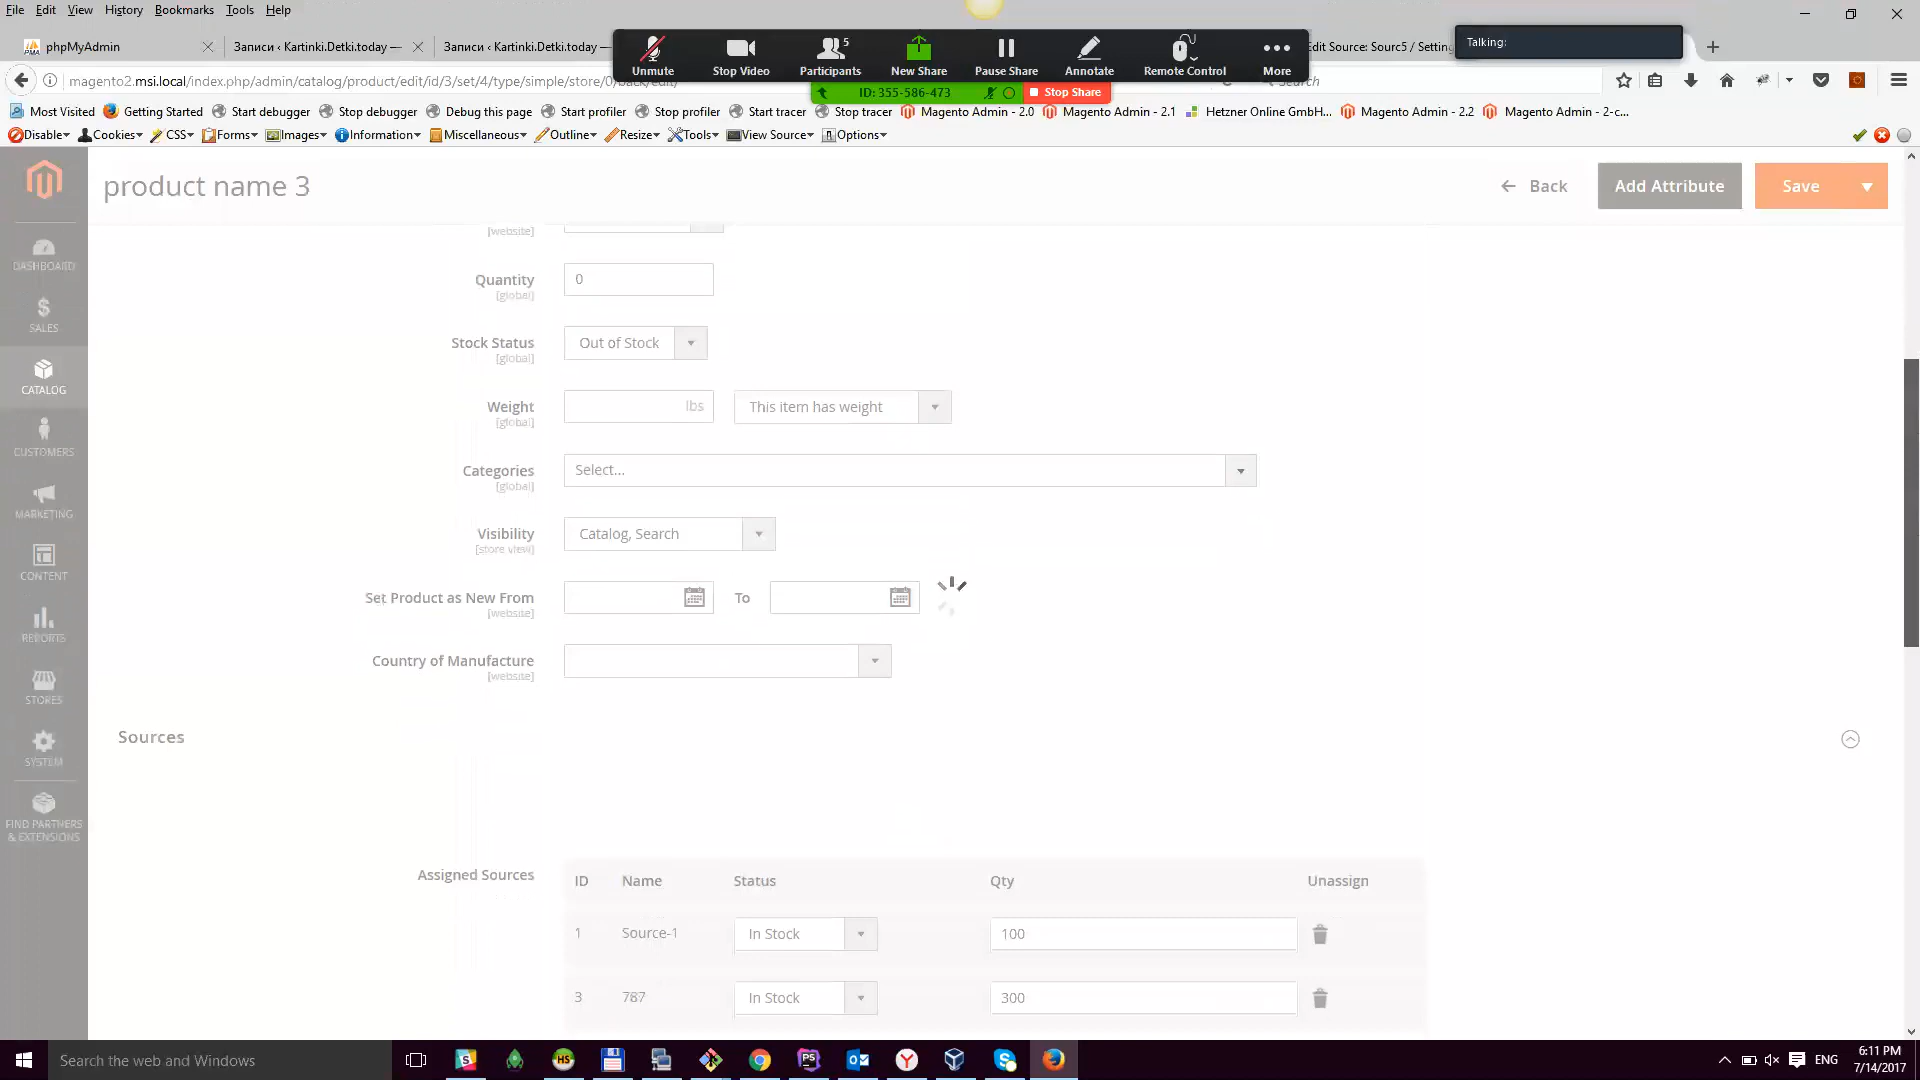 File Edit View History Bookmarks Tools Help
phpMyAdmin
Записи ‹ Kartinki.Detki.today —
Записи ‹ Kartinki.Detki.today —
Edit Source: Sourc5 / Setting
Talking:
Unmute
Stop Video
Participants 5
New Share
Pause Share
Annotate
Remote Control
More
ID: 355-586-473
Stop Share
magento2.msi.local/index.php/admin/catalog/product/edit/id/3/set/4/type/simple/store/0/back/edit/
Search
Most Visited Getting Started Start debugger Stop debugger Debug this page Start profiler Stop profiler Start tracer Stop tracer Magento Admin - 2.0 Magento Admin - 2.1 Hetzner Online GmbH... Magento Admin - 2.2 Magento Admin - 2-c...
Disable Cookies CSS Forms Images Information Miscellaneous Outline Resize Tools View Source Options
product name 3
Back
Add Attribute
Save
DASHBOARD
SALES
CATALOG
CUSTOMERS
MARKETING
CONTENT
REPORTS
STORES
SYSTEM
FIND PARTNERS
& EXTENSIONS
[website]
Quantity
[global]
0
Stock Status
[global]
Out of Stock
Weight
[global]
lbs
This item has weight
Categories
[global]
Select...
Visibility
[store view]
Catalog, Search
Set Product as New From
[website]
To
Country of Manufacture
[website]
Sources
Assigned Sources
ID Name Status Qty Unassign
1 Source-1 In Stock 100
3 787 In Stock 300
Search the web and Windows
ENG
6:11 PM
7/14/2017